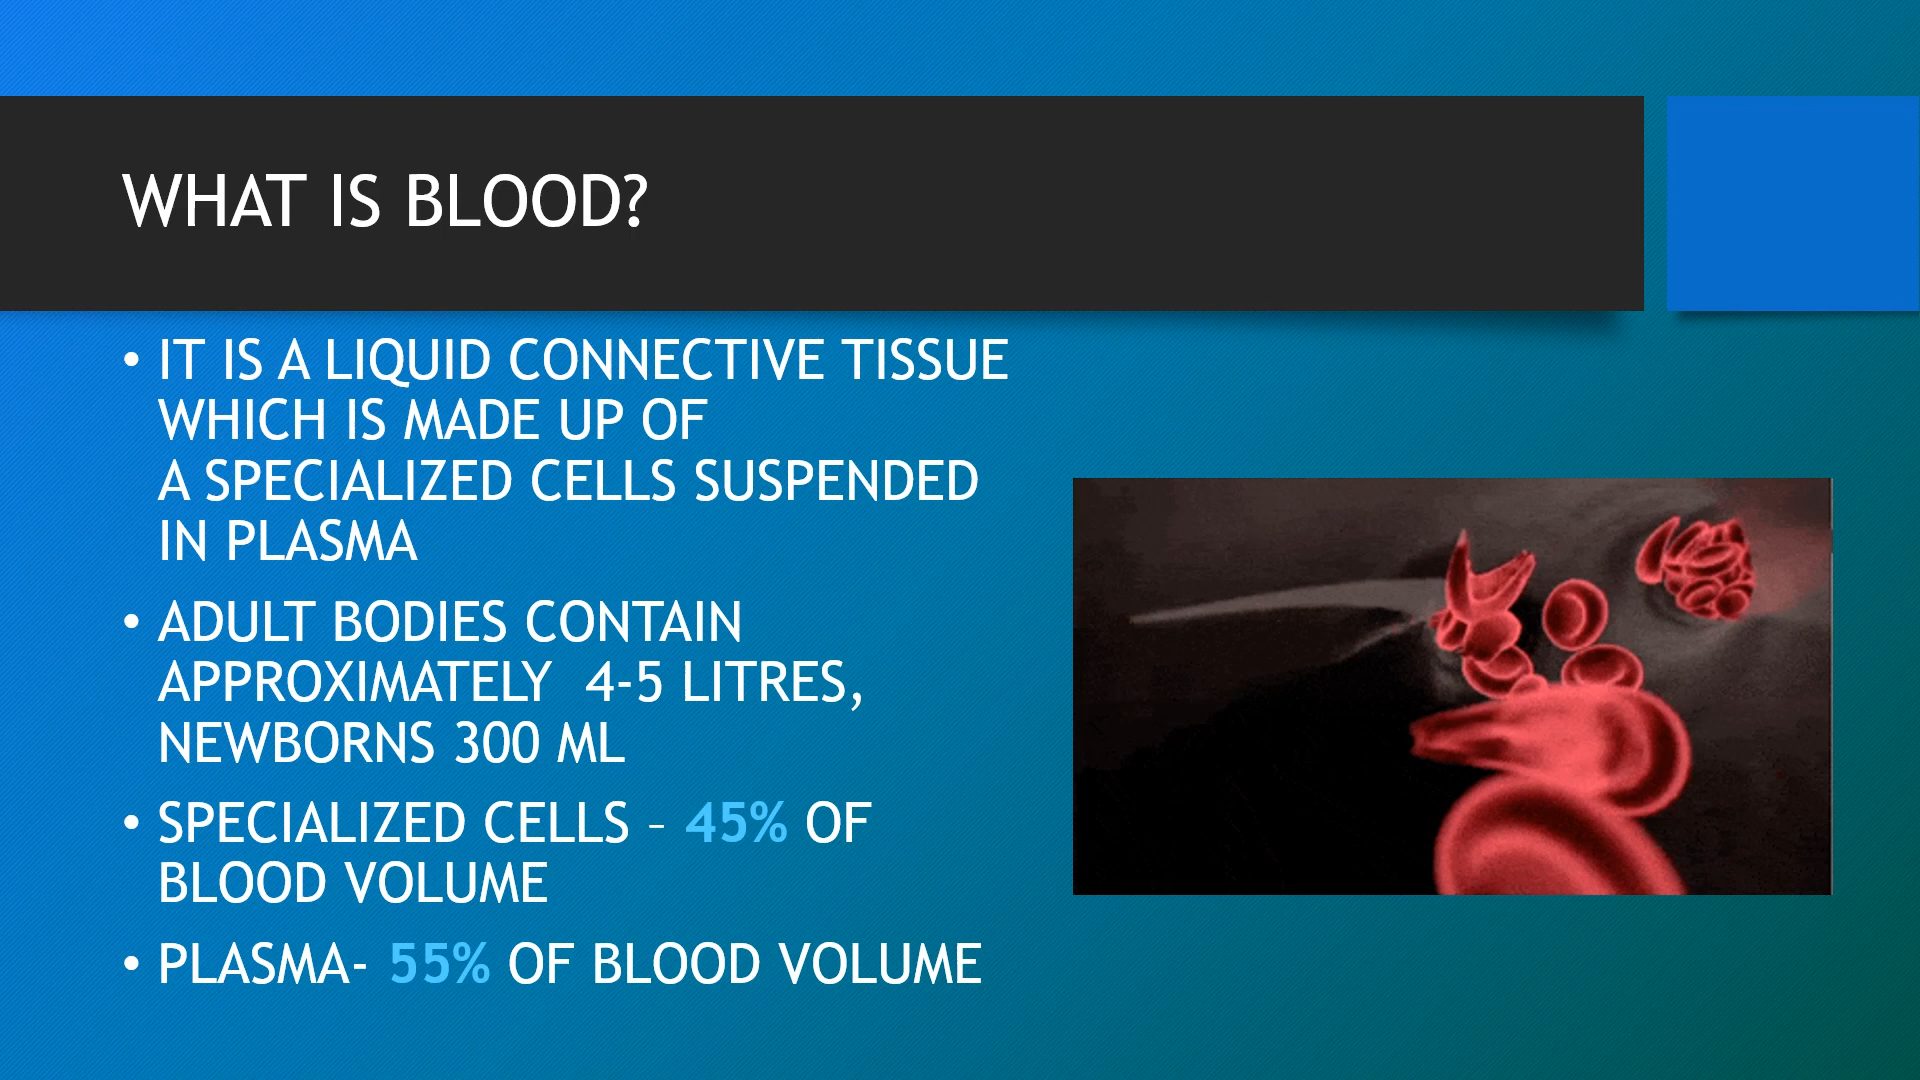 WHAT IS BLOOD?
• IT IS A LIQUID CONNECTIVE TISSUE
WHICH IS MADE UP OF
A SPECIALIZED CELLS SUSPENDED
IN PLASMA
• ADULT BODIES CONTAIN
APPROXIMATELY  4-5 LITRES,
NEWBORNS 300 ML
• SPECIALIZED CELLS – 45% OF
BLOOD VOLUME
• PLASMA- 55% OF BLOOD VOLUME